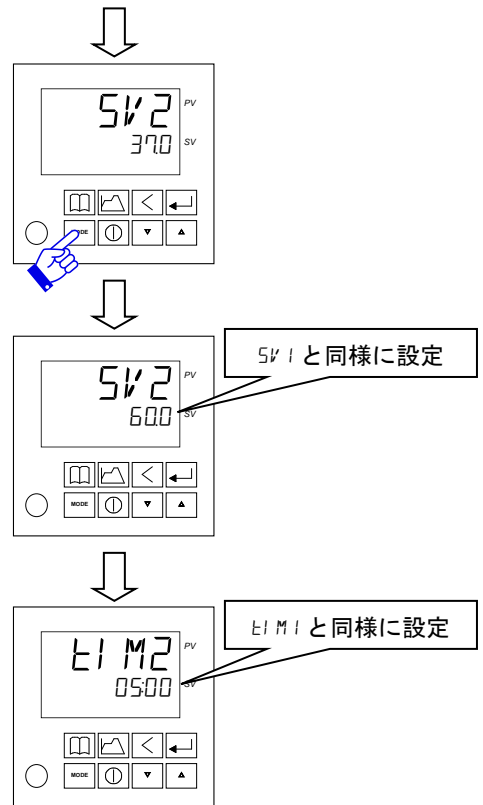 SV2 PV
37.0 SV
MODE
SV1と同様に設定
SV2 PV
60.0 SV
MODE
tIM1と同様に設定
tIM2 PV
05:00 SV
MODE